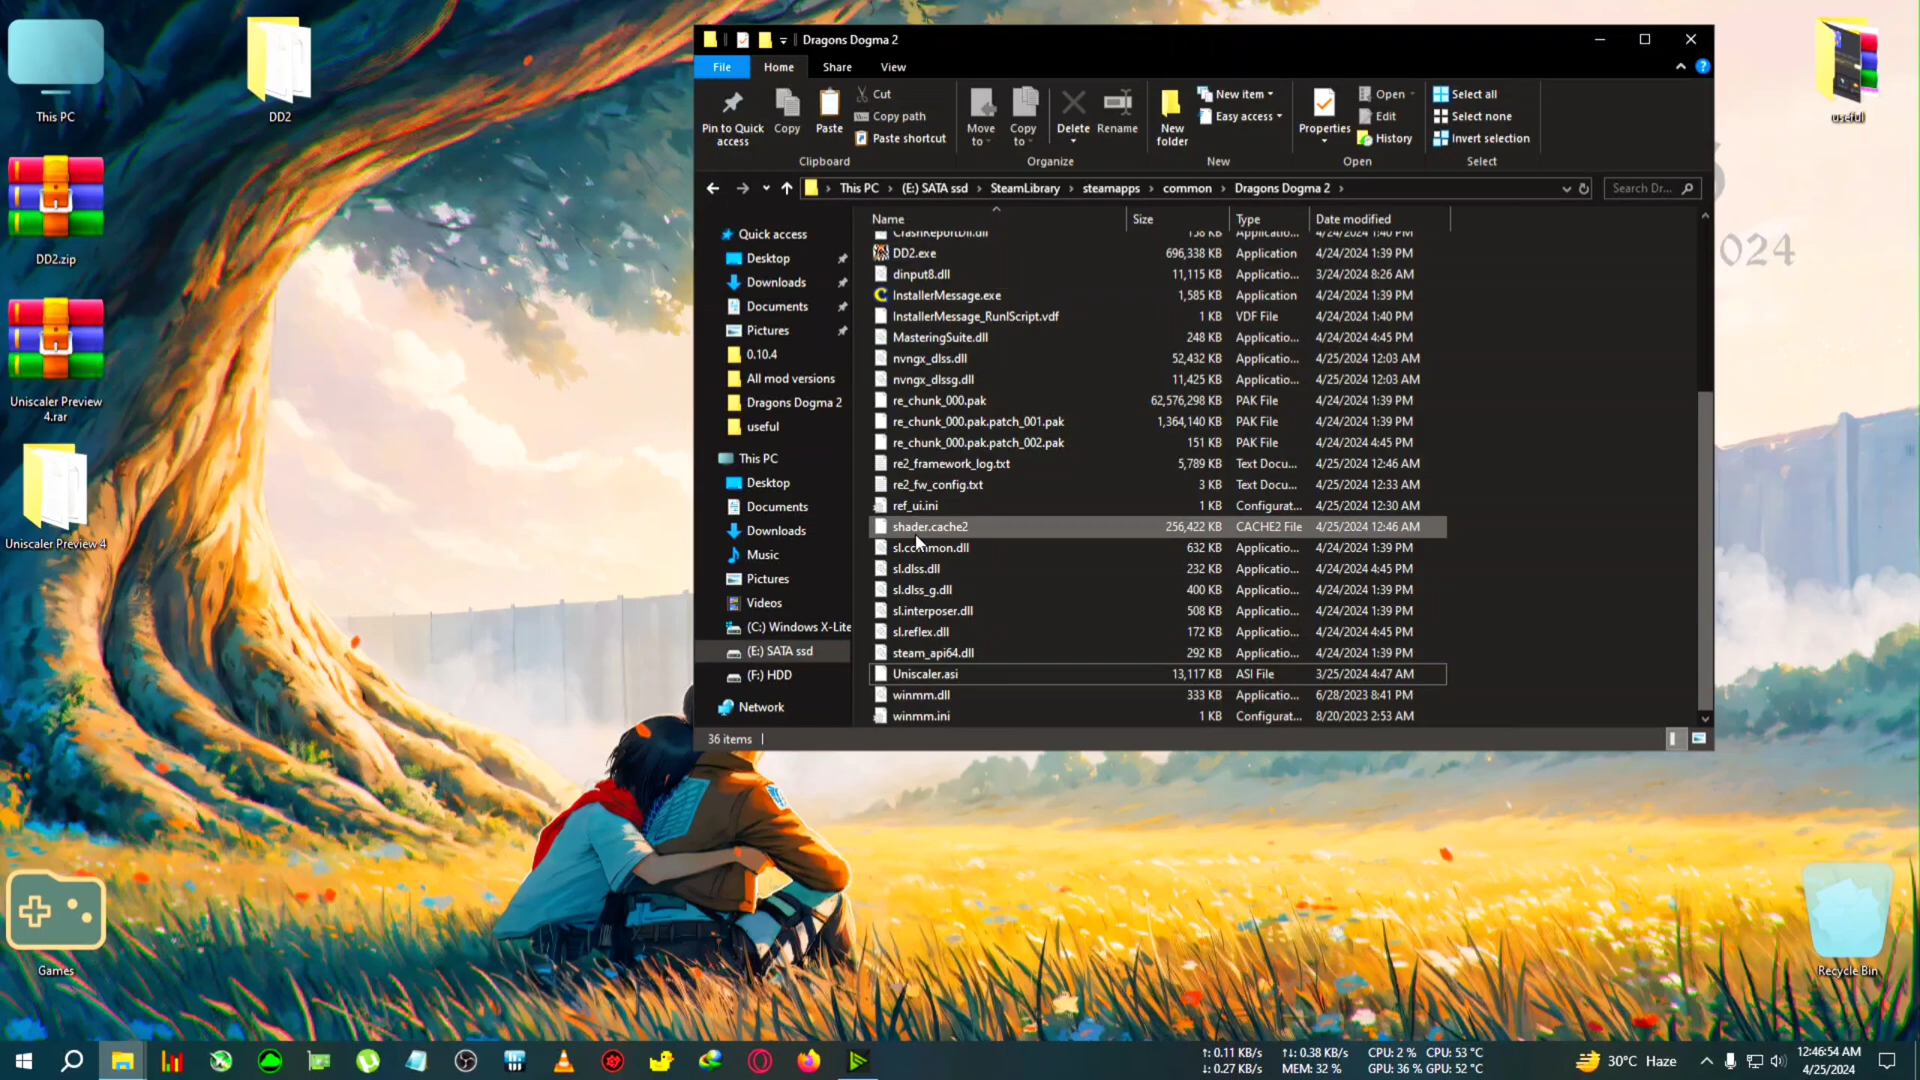 This PC
DD2
DD2.zip
Uniscaler Preview
4.rar
Uniscaler Preview 4
Games
useful
024
Recycle Bin
Dragons Dogma 2
File
Home
Share
View
Pin to Quick
access
Copy
Paste
Cut
Copy path
Paste shortcut
Clipboard
Move
to
Copy
to
Delete
Rename
Organize
New
folder
New item
Easy access
New
Properties
Open
Edit
History
Open
Select all
Select none
Invert selection
Select
This PC (E:) SATA ssd SteamLibrary steamapps common Dragons Dogma 2
Search Dr...
Quick access
Desktop
Downloads
Documents
Pictures
0.10.4
All mod versions
Dragons Dogma 2
useful
This PC
Desktop
Documents
Downloads
Music
Pictures
Videos
(C:) Windows X-Lite
(E:) SATA ssd
(F:) HDD
Network
Name Size Type Date modified
CrashReportDll.dll 158 KB Applicatio... 4/24/2024 1:40 PM
DD2.exe 696,338 KB Application 4/24/2024 1:39 PM
dinput8.dll 11,115 KB Applicatio... 3/24/2024 8:26 AM
InstallerMessage.exe 1,585 KB Application 4/24/2024 1:39 PM
InstallerMessage_RunIScript.vdf 1 KB VDF File 4/24/2024 1:40 PM
MasteringSuite.dll 248 KB Applicatio... 4/24/2024 4:45 PM
nvngx_dlss.dll 52,432 KB Applicatio... 4/25/2024 12:03 AM
nvngx_dlssg.dll 11,425 KB Applicatio... 4/25/2024 12:03 AM
re_chunk_000.pak 62,576,298 KB PAK File 4/24/2024 1:39 PM
re_chunk_000.pak.patch_001.pak 1,364,140 KB PAK File 4/24/2024 1:39 PM
re_chunk_000.pak.patch_002.pak 151 KB PAK File 4/24/2024 4:45 PM
re2_framework_log.txt 5,789 KB Text Docu... 4/25/2024 12:46 AM
re2_fw_config.txt 3 KB Text Docu... 4/25/2024 12:33 AM
ref_ui.ini 1 KB Configurat... 4/25/2024 12:30 AM
shader.cache2 256,422 KB CACHE2 File 4/25/2024 12:46 AM
sl.common.dll 632 KB Applicatio... 4/24/2024 1:39 PM
sl.dlss.dll 232 KB Applicatio... 4/24/2024 4:45 PM
sl.dlss_g.dll 400 KB Applicatio... 4/24/2024 1:39 PM
sl.interposer.dll 508 KB Applicatio... 4/24/2024 1:39 PM
sl.reflex.dll 172 KB Applicatio... 4/24/2024 4:45 PM
steam_api64.dll 292 KB Applicatio... 4/24/2024 1:39 PM
Uniscaler.asi 13,117 KB ASI File 3/25/2024 4:47 AM
winmm.dll 333 KB Applicatio... 6/28/2023 8:41 PM
winmm.ini 1 KB Configurat... 8/20/2023 2:53 AM
36 items
↑: 0.11 KB/s ↑↓: 0.38 KB/s CPU: 2 % CPU: 53 °C
↓: 0.27 KB/s MEM: 32 % GPU: 36 % GPU: 52 °C
30°C Haze
12:46:54 AM
4/25/2024